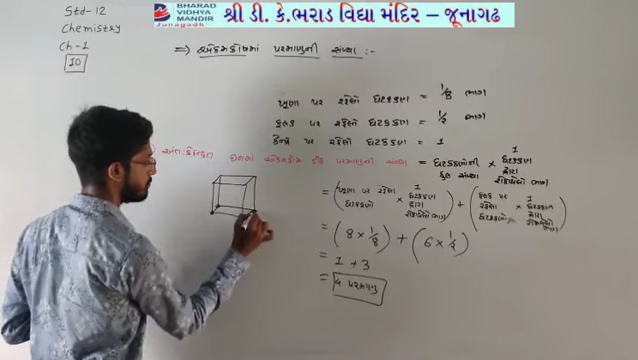 BHARAD VIDHYA MANDIR
Junagadh
શ્રી ડી. કે.ભરાડ વિદ્યા મંદિર – જૂનાગઢ
Std-12
Chemistry
Ch-1
10
⇒ એકમકોષમાં પરમાણુની સંખ્યા :-
ખૂણા પર રહેલો ઘટકકણ = 1/8 ભાગ
ફલક પર રહેલો ઘટકકણ = 1/2 ભાગ
કેન્દ્ર પર રહેલો ઘટકકણ = 1
અંતઃકેન્દ્રિત ઘનમાં એકમકોષ દીઠ પરમાણુની સંખ્યા = ઘટકકણોની કુલ સંખ્યા × 1 ઘટકકણ દ્વારા રોકાયેલો ભાગ
= (ખૂણા પર રહેલા ઘટકકણો × 1 ઘટકકણ દ્વારા રોકાયેલો ભાગ) + (ફલક પર રહેલા ઘટકકણો × 1 ઘટકકણ દ્વારા રોકાયેલો ભાગ)
= (8 × 1/8) + (6 × 1/2)
= 1 + 3
= 4 પરમાણુ